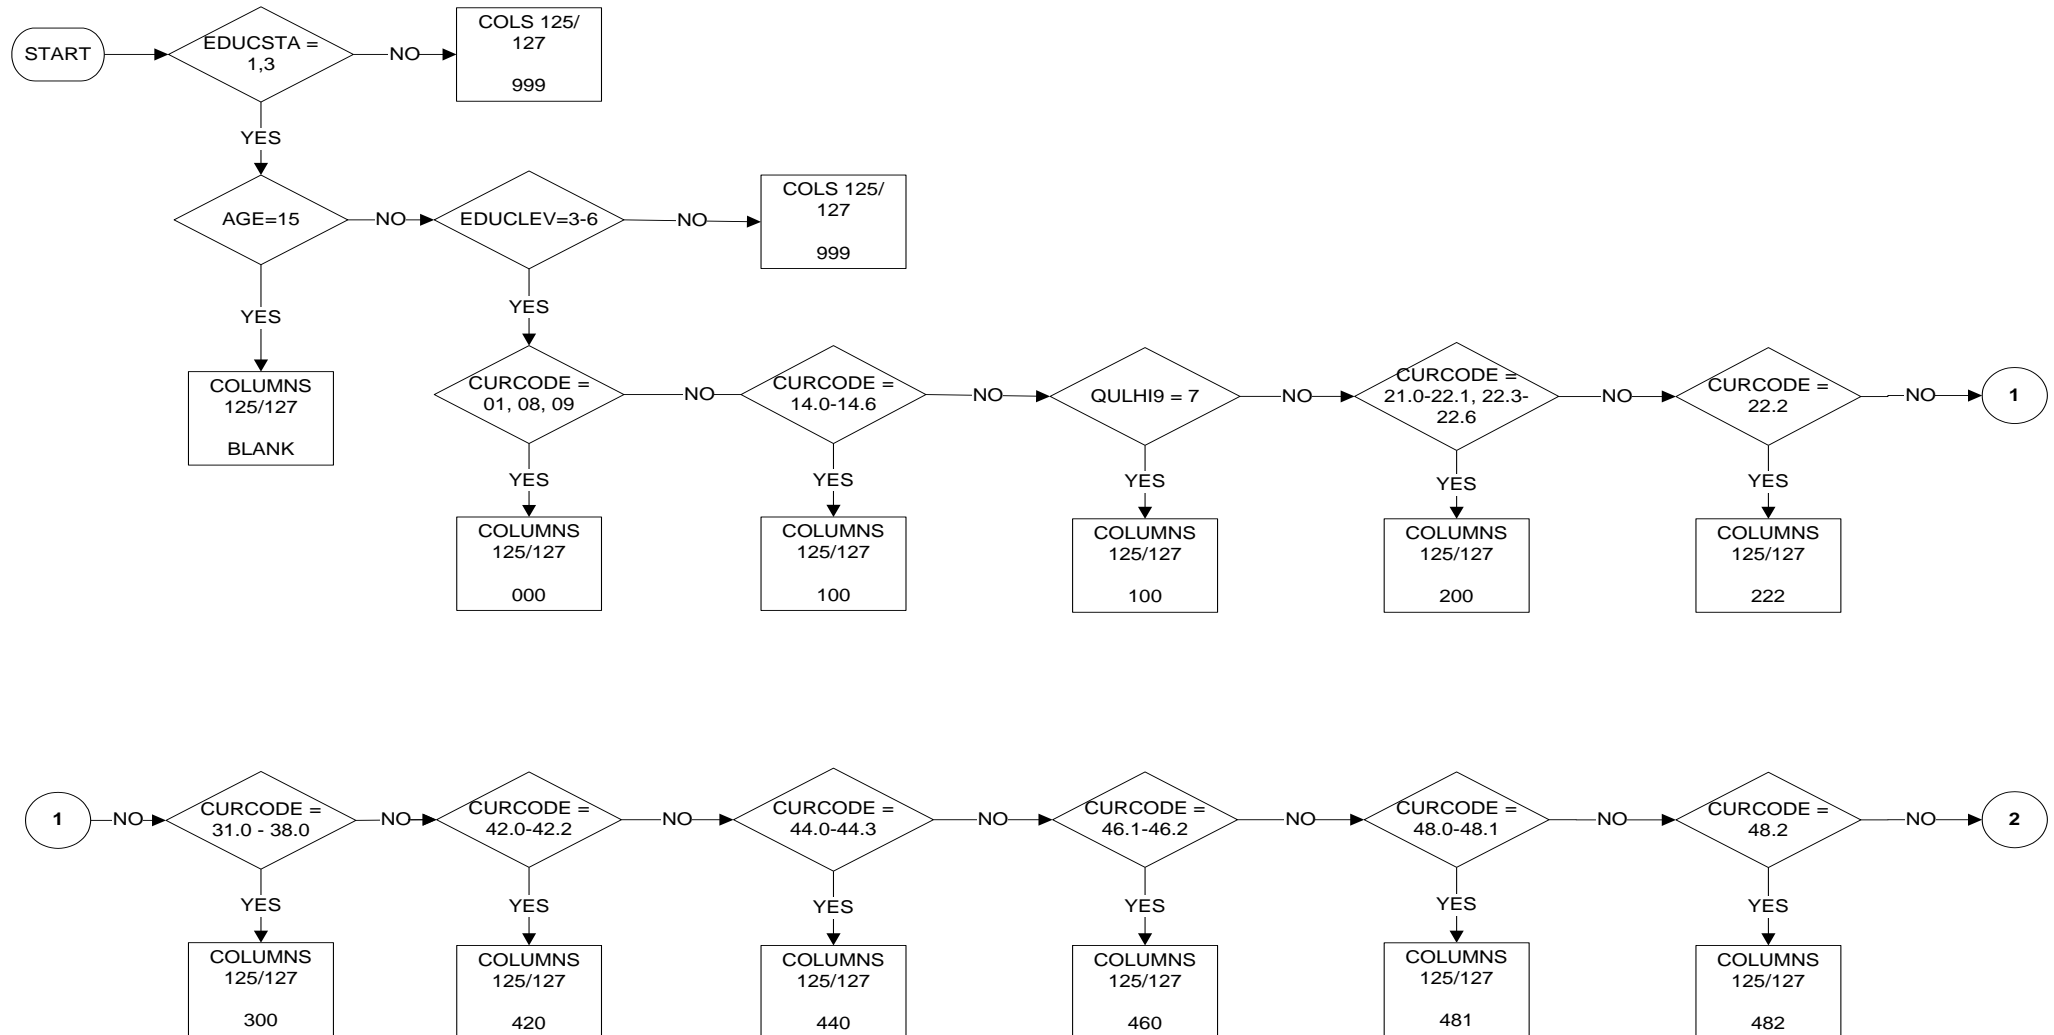 START
EDUCSTA =
1,3
NO
COLS 125/
127
999
YES
AGE=15
NO
EDUCLEV=3-6
NO
COLS 125/
127
999
YES
YES
COLUMNS
125/127
BLANK
CURCODE =
01, 08, 09
NO
CURCODE =
14.0-14.6
NO
QULHI9 = 7
NO
CURCODE =
21.0-22.1, 22.3-
22.6
NO
CURCODE =
22.2
NO
1
YES
YES
YES
YES
YES
COLUMNS
125/127
000
COLUMNS
125/127
100
COLUMNS
125/127
100
COLUMNS
125/127
200
COLUMNS
125/127
222
1
NO
CURCODE =
31.0 - 38.0
NO
CURCODE =
42.0-42.2
NO
CURCODE =
44.0-44.3
NO
CURCODE =
46.1-46.2
NO
CURCODE =
48.0-48.1
NO
CURCODE =
48.2
NO
2
YES
YES
YES
YES
YES
YES
COLUMNS
125/127
300
COLUMNS
125/127
420
COLUMNS
125/127
440
COLUMNS
125/127
460
COLUMNS
125/127
481
COLUMNS
125/127
482